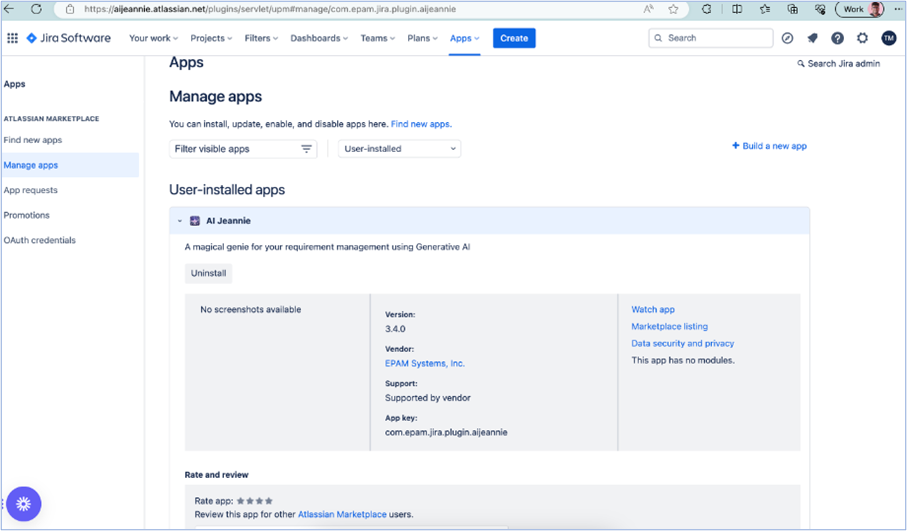 https://aijeannie.atlassian.net/plugins/servlet/upm#manage/com.epam.jira.plugin.aijeannie
Work
Jira Software
Your work
Projects
Filters
Dashboards
Teams
Plans
Apps
Create
Search
TM
Apps
ATLASSIAN MARKETPLACE
Find new apps
Manage apps
App requests
Promotions
OAuth credentials
Apps
Search Jira admin
Manage apps
You can install, update, enable, and disable apps here. Find new apps.
Filter visible apps
User-installed
Build a new app
User-installed apps
AI Jeannie
A magical genie for your requirement management using Generative AI
Uninstall
No screenshots available
Version:
3.4.0
Vendor:
EPAM Systems, Inc.
Support:
Supported by vendor
App key:
com.epam.jira.plugin.aijeannie
Watch app
Marketplace listing
Data security and privacy
This app has no modules.
Rate and review
Rate app:
Review this app for other Atlassian Marketplace users.